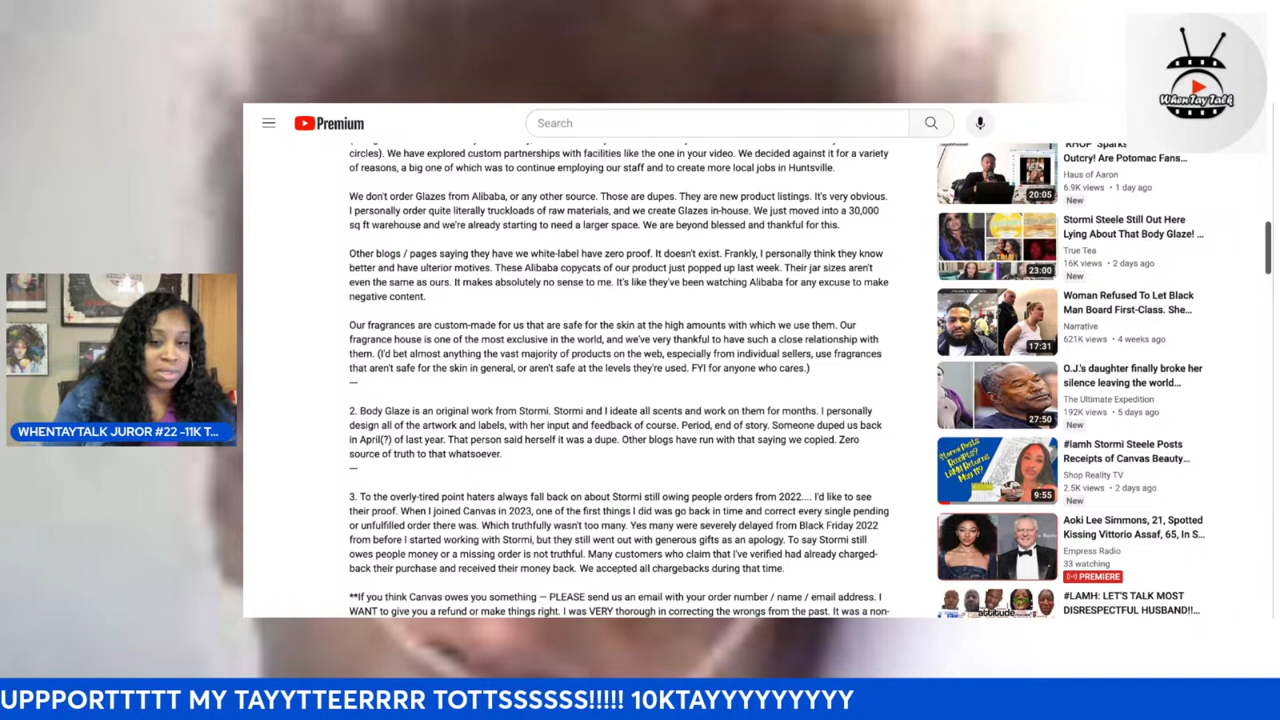 WhenTayTalk
Premium
Search
circles). We have explored custom partnerships with facilities like the one in your video. We decided against it for a variety
of reasons, a big one of which was to continue employing our staff and to create more local jobs in Huntsville.
We don't order Glazes from Alibaba, or any other source. Those are dupes. They are new product listings. It's very obvious.
I personally order quite literally truckloads of raw materials, and we create Glazes in-house. We just moved into a 30,000
sq ft warehouse and we're already starting to need a larger space. We are beyond blessed and thankful for this.
Other blogs / pages saying they have we white-label have zero proof. It doesn't exist. Frankly, I personally think they know
better and have ulterior motives. These Alibaba copycats of our product just popped up last week. Their jar sizes aren't
even the same as ours. It makes absolutely no sense to me. It's like they've been watching Alibaba for any excuse to make
negative content.
Our fragrances are custom-made for us that are safe for the skin at the high amounts with which we use them. Our
fragrance house is one of the most exclusive in the world, and we've very thankful to have such a close relationship with
them. (I'd bet almost anything the vast majority of products on the web, especially from individual sellers, use fragrances
that aren't safe for the skin in general, or aren't safe at the levels they're used. FYI for anyone who cares.)
—
2. Body Glaze is an original work from Stormi. Stormi and I ideate all scents and work on them for months. I personally
design all of the artwork and labels, with her input and feedback of course. Period, end of story. Someone duped us back
in April(?) of last year. That person said herself it was a dupe. Other blogs have run with that saying we copied. Zero
source of truth to that whatsoever.
—
3. To the overly-tired point haters always fall back on about Stormi still owing people orders from 2022.... I'd like to see
their proof. When I joined Canvas in 2023, one of the first things I did was go back in time and correct every single pending
or unfulfilled order there was. Which truthfully wasn't too many. Yes many were severely delayed from Black Friday 2022
from before I started working with Stormi, but they still went out with generous gifts as an apology. To say Stormi still
owes people money or a missing order is not truthful. Many customers who claim that I've verified had already charged-
back their purchase and received their money back. We accepted all chargebacks during that time.
**If you think Canvas owes you something — PLEASE send us an email with your order number / name / email address. I
WANT to give you a refund or make things right. I was VERY thorough in correcting the wrongs from the past. It was a non-
"RHOP" Sparks
Outcry! Are Potomac Fans...
Haus of Aaron
6.9K views • 1 day ago
New
20:05
Stormi Steele Still Out Here
Lying About That Body Glaze! ...
True Tea
16K views • 2 days ago
New
23:00
Woman Refused To Let Black
Man Board First-Class. She...
Narrative
621K views • 4 weeks ago
17:31
O.J.'s daughter finally broke her
silence leaving the world...
The Ultimate Expedition
192K views • 5 days ago
New
27:50
#lamh Stormi Steele Posts
Receipts of Canvas Beauty...
Shop Reality TV
2.5K views • 2 days ago
New
Stormi Posts
Receipts?
LAMH Returns
May 11?
9:55
Aoki Lee Simmons, 21, Spotted
Kissing Vittorio Assaf, 65, In S...
Empress Radio
33 watching
PREMIERE
#LAMH: LET'S TALK MOST
DISRESPECTFUL HUSBAND!!...
attitude
WHENTAYTALK JUROR #22 -11K T...
UPPPORTTTTT MY TAYYTTEERRRR TOTTSSSSSS!!!!! 10KTAYYYYYYYYY